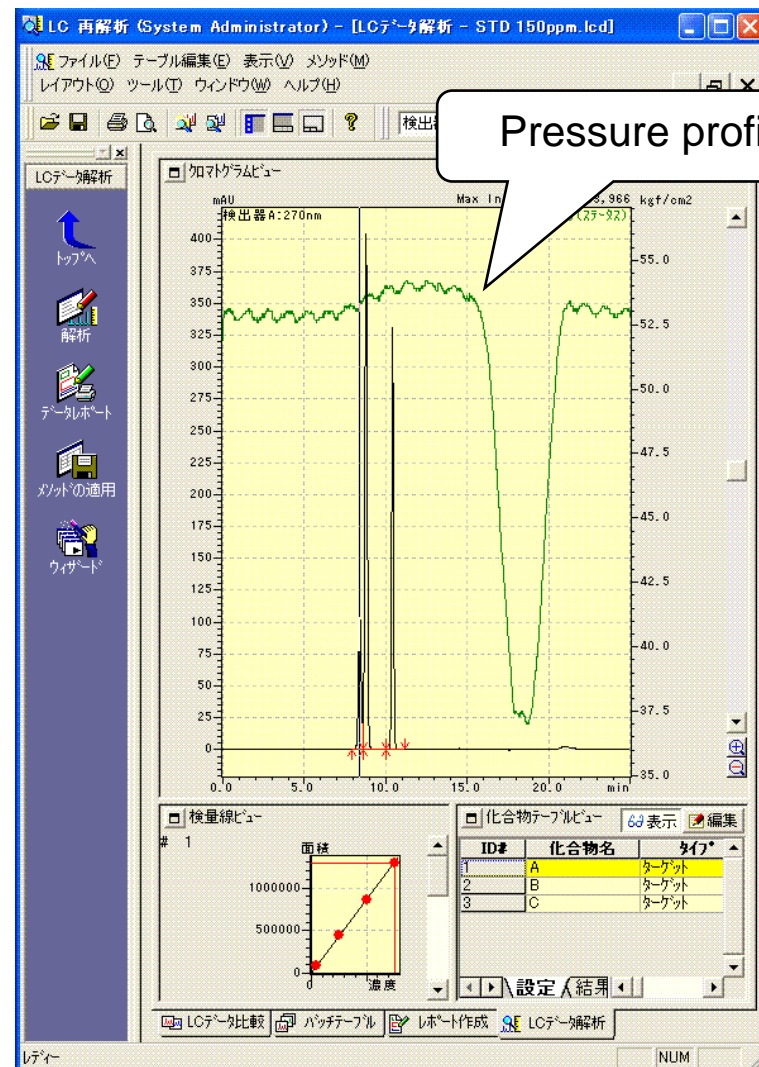 LC 再解析 (System Administrator) - [LCﾃﾞｰﾀ解析 - STD 150ppm.lcd]
ファイル(F) テーブル編集(E) 表示(V) メソッド(M)
レイアウト(O) ツール(T) ウィンドウ(W) ヘルプ(H)
検出
Pressure profi
LCﾃﾞｰﾀ解析
ﾄｯﾌﾟへ
解析
ﾃﾞｰﾀﾚﾎﾟｰﾄ
ﾒｿｯﾄﾞの適用
ｳｨｻﾞｰﾄﾞ
ｸﾛﾏﾄｸﾞﾗﾑﾋﾞｭｰ
mAU
Max In
,966 kgf/cm2
検出器A:270nm
(ｽﾃｰﾀｽ)
400
375
350
325
300
275
250
225
200
175
150
125
100
75
50
25
0
55.0
52.5
50.0
47.5
45.0
42.5
40.0
37.5
35.0
0.0 5.0 10.0 15.0 20.0 min
検量線ﾋﾞｭｰ
# 1
面積
1000000
500000
0
0 濃度
化合物ﾃｰﾌﾞﾙﾋﾞｭｰ 表示 編集
ID# 化合物名 ﾀｲﾌﾟ
1 A ﾀｰｹﾞｯﾄ
2 B ﾀｰｹﾞｯﾄ
3 C ﾀｰｹﾞｯﾄ
設定 結果
LCﾃﾞｰﾀ比較 ﾊﾞｯﾁﾃｰﾌﾞﾙ ﾚﾎﾟｰﾄ作成 LCﾃﾞｰﾀ解析
ﾚﾃﾞｨｰ NUM